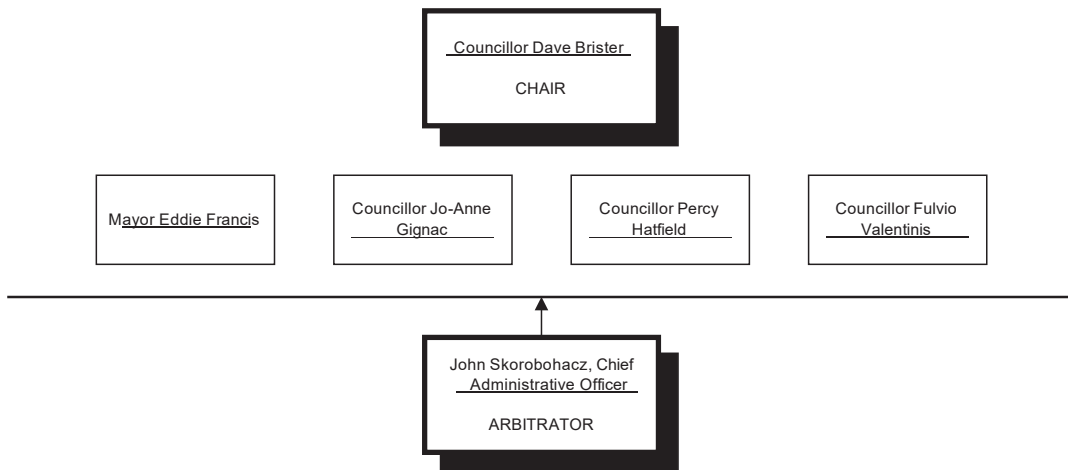 Councillor Dave Brister
CHAIR
Mayor Eddie Francis
Councillor Jo-Anne
Gignac
Councillor Percy
Hatfield
Councillor Fulvio
Valentinis
John Skorobohacz, Chief
Administrative Officer
ARBITRATOR